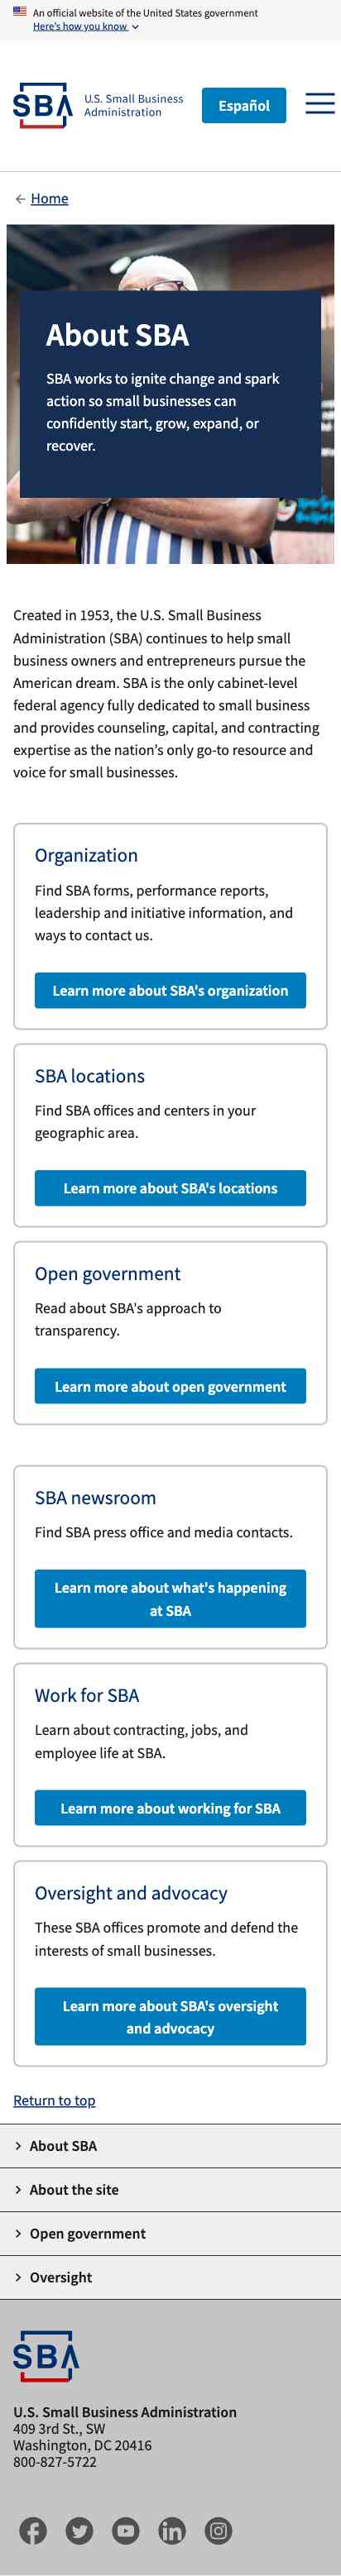 An official website of the United States government
Here's how you know
SBA
U.S. Small Business
Administration
Español
Home
About SBA
SBA works to ignite change and spark
action so small businesses can
confidently start, grow, expand, or
recover.
Created in 1953, the U.S. Small Business
Administration (SBA) continues to help small
business owners and entrepreneurs pursue the
American dream. SBA is the only cabinet-level
federal agency fully dedicated to small business
and provides counseling, capital, and contracting
expertise as the nation's only go-to resource and
voice for small businesses.
Organization
Find SBA forms, performance reports,
leadership and initiative information, and
ways to contact us.
Learn more about SBA's organization
SBA locations
Find SBA offices and centers in your
geographic area.
Learn more about SBA's locations
Open government
Read about SBA's approach to
transparency.
Learn more about open government
SBA newsroom
Find SBA press office and media contacts.
Learn more about what's happening
at SBA
Work for SBA
Learn about contracting, jobs, and
employee life at SBA.
Learn more about working for SBA
Oversight and advocacy
These SBA offices promote and defend the
interests of small businesses.
Learn more about SBA's oversight
and advocacy
Return to top
About SBA
About the site
Open government
Oversight
SBA
U.S. Small Business Administration
409 3rd St., SW
Washington, DC 20416
800-827-5722